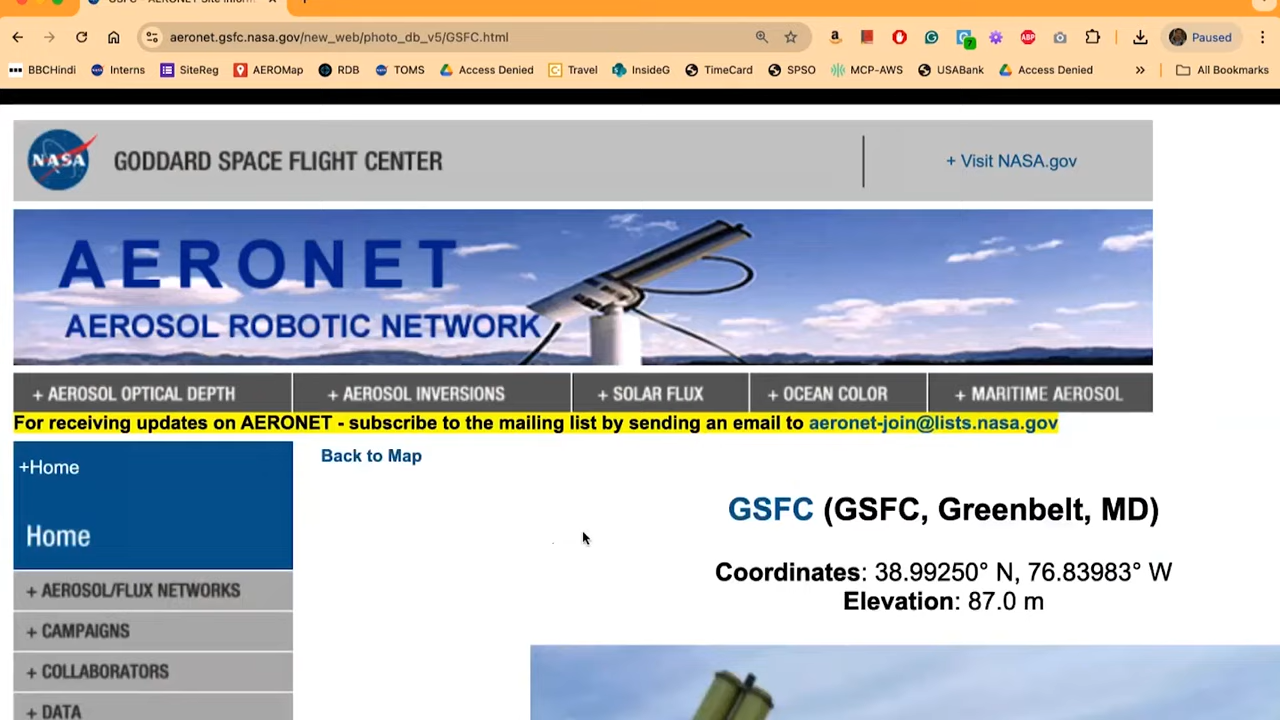 aeronet.gsfc.nasa.gov/new_web/photo_db_v5/GSFC.html
Paused
BBCHindi Interns SiteReg AEROMap RDB TOMS Access Denied Travel InsideG TimeCard SPSO MCP-AWS USABank Access Denied » All Bookmarks
NASA GODDARD SPACE FLIGHT CENTER + Visit NASA.gov
AERONET
AEROSOL ROBOTIC NETWORK
+ AEROSOL OPTICAL DEPTH + AEROSOL INVERSIONS + SOLAR FLUX + OCEAN COLOR + MARITIME AEROSOL
For receiving updates on AERONET - subscribe to the mailing list by sending an email to aeronet-join@lists.nasa.gov
+Home
Back to Map
Home
GSFC (GSFC, Greenbelt, MD)
Coordinates: 38.99250° N, 76.83983° W
Elevation: 87.0 m
+ AEROSOL/FLUX NETWORKS
+ CAMPAIGNS
+ COLLABORATORS
+ DATA